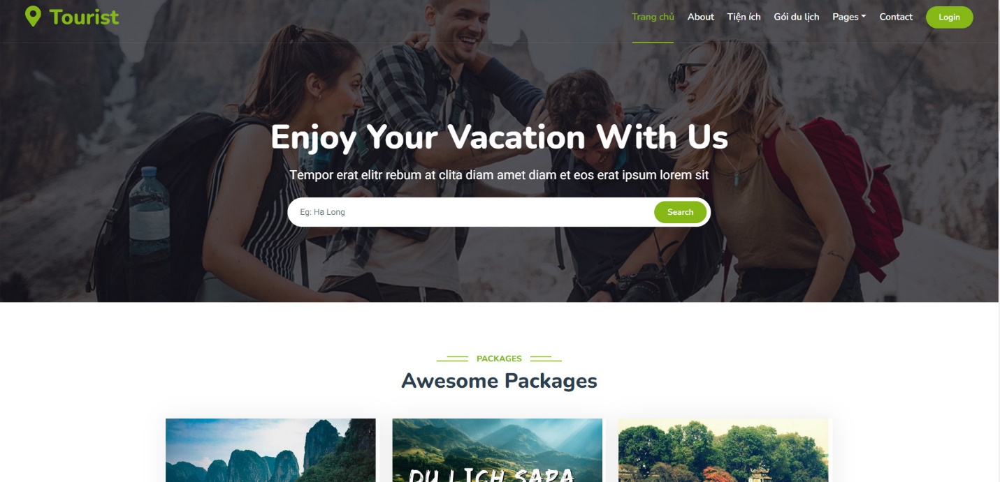 Tourist
Trang chủ About Tiện ích Gói du lịch Pages Contact Login
Enjoy Your Vacation With Us
Tempor erat elitr rebum at clita diam amet diam et eos erat ipsum lorem sit
Eg: Hạ Long Search
PACKAGES
Awesome Packages
DU LỊCH SAPA